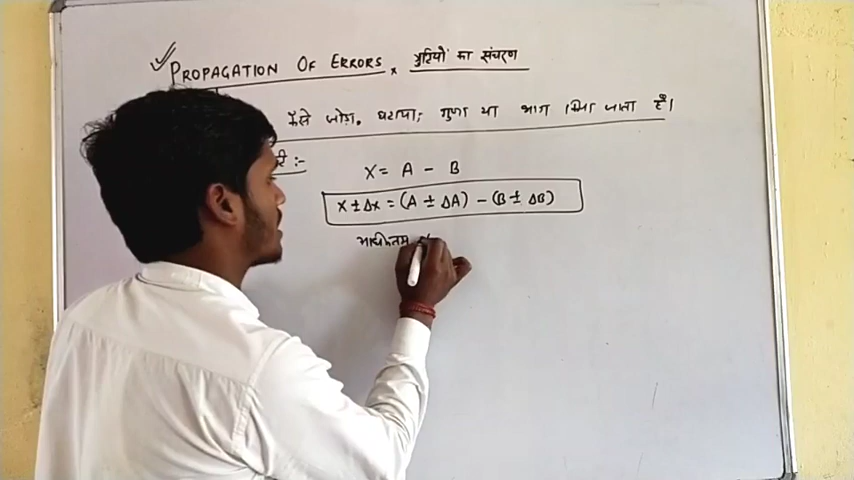 PROPAGATION OF ERRORS, त्रुटियों का संचरण
कैसे जोड़, घटाया, गुणा या भाग किया जाता है।
:-
X = A - B
X ± Δx = (A ± ΔA) - (B ± ΔB)